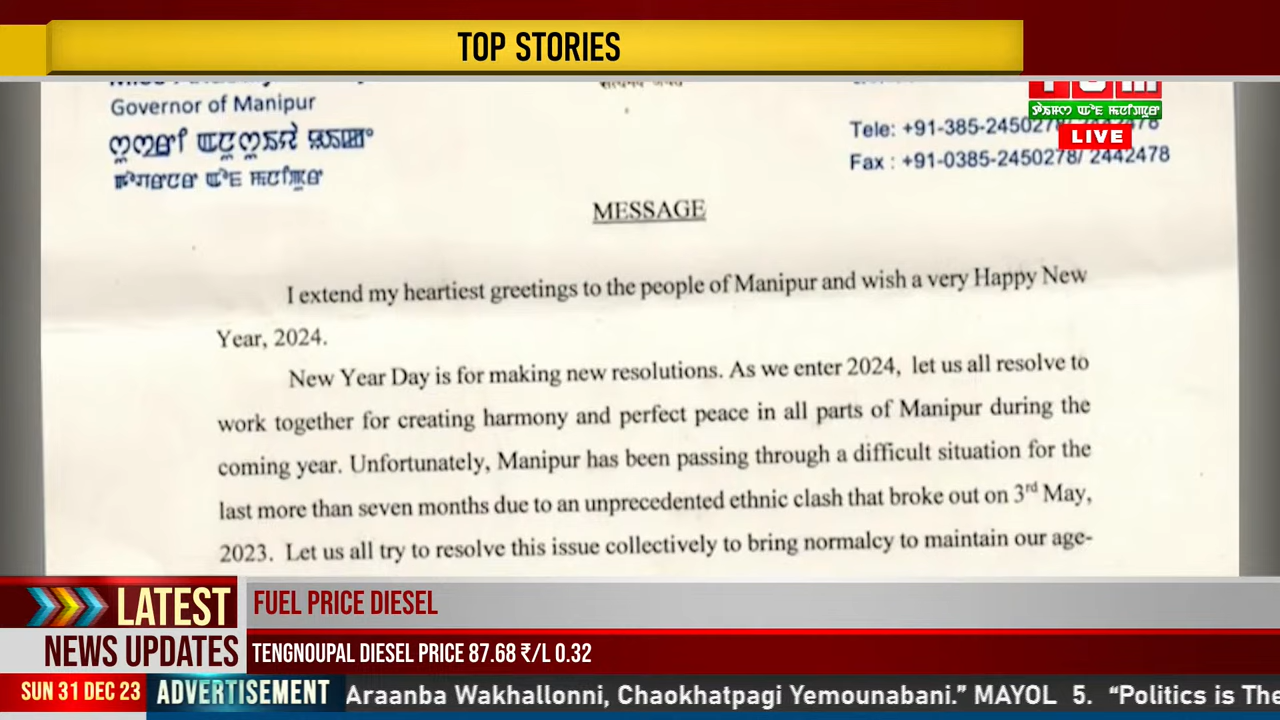 TOP STORIES
Governor of Manipur
Tele: +91-385-2450278/ 2442478
LIVE
Fax : +91-0385-2450278/ 2442478
MESSAGE
I extend my heartiest greetings to the people of Manipur and wish a very Happy New
Year, 2024.
New Year Day is for making new resolutions. As we enter 2024, let us all resolve to
work together for creating harmony and perfect peace in all parts of Manipur during the
coming year. Unfortunately, Manipur has been passing through a difficult situation for the
last more than seven months due to an unprecedented ethnic clash that broke out on 3rd May,
2023. Let us all try to resolve this issue collectively to bring normalcy to maintain our age-
LATEST
NEWS UPDATES
FUEL PRICE DIESEL
TENGNOUPAL DIESEL PRICE 87.68 ₹/L 0.32
SUN 31 DEC 23
ADVERTISEMENT
Araanba Wakhallonni, Chaokhatpagi Yemounabani.” MAYOL 5. “Politics is The